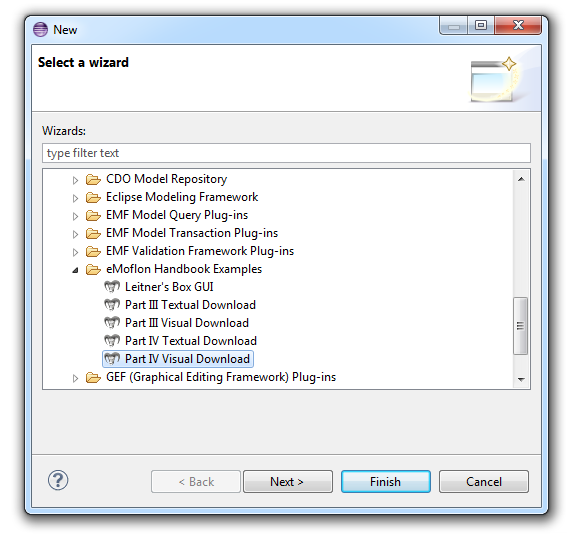 New
Select a wizard
Wizards:
type filter text
CDO Model Repository
Eclipse Modeling Framework
EMF Model Query Plug-ins
EMF Model Transaction Plug-ins
EMF Validation Framework Plug-ins
eMoflon Handbook Examples
Leitner's Box GUI
Part III Textual Download
Part III Visual Download
Part IV Textual Download
Part IV Visual Download
GEF (Graphical Editing Framework) Plug-ins
< Back Next > Finish Cancel